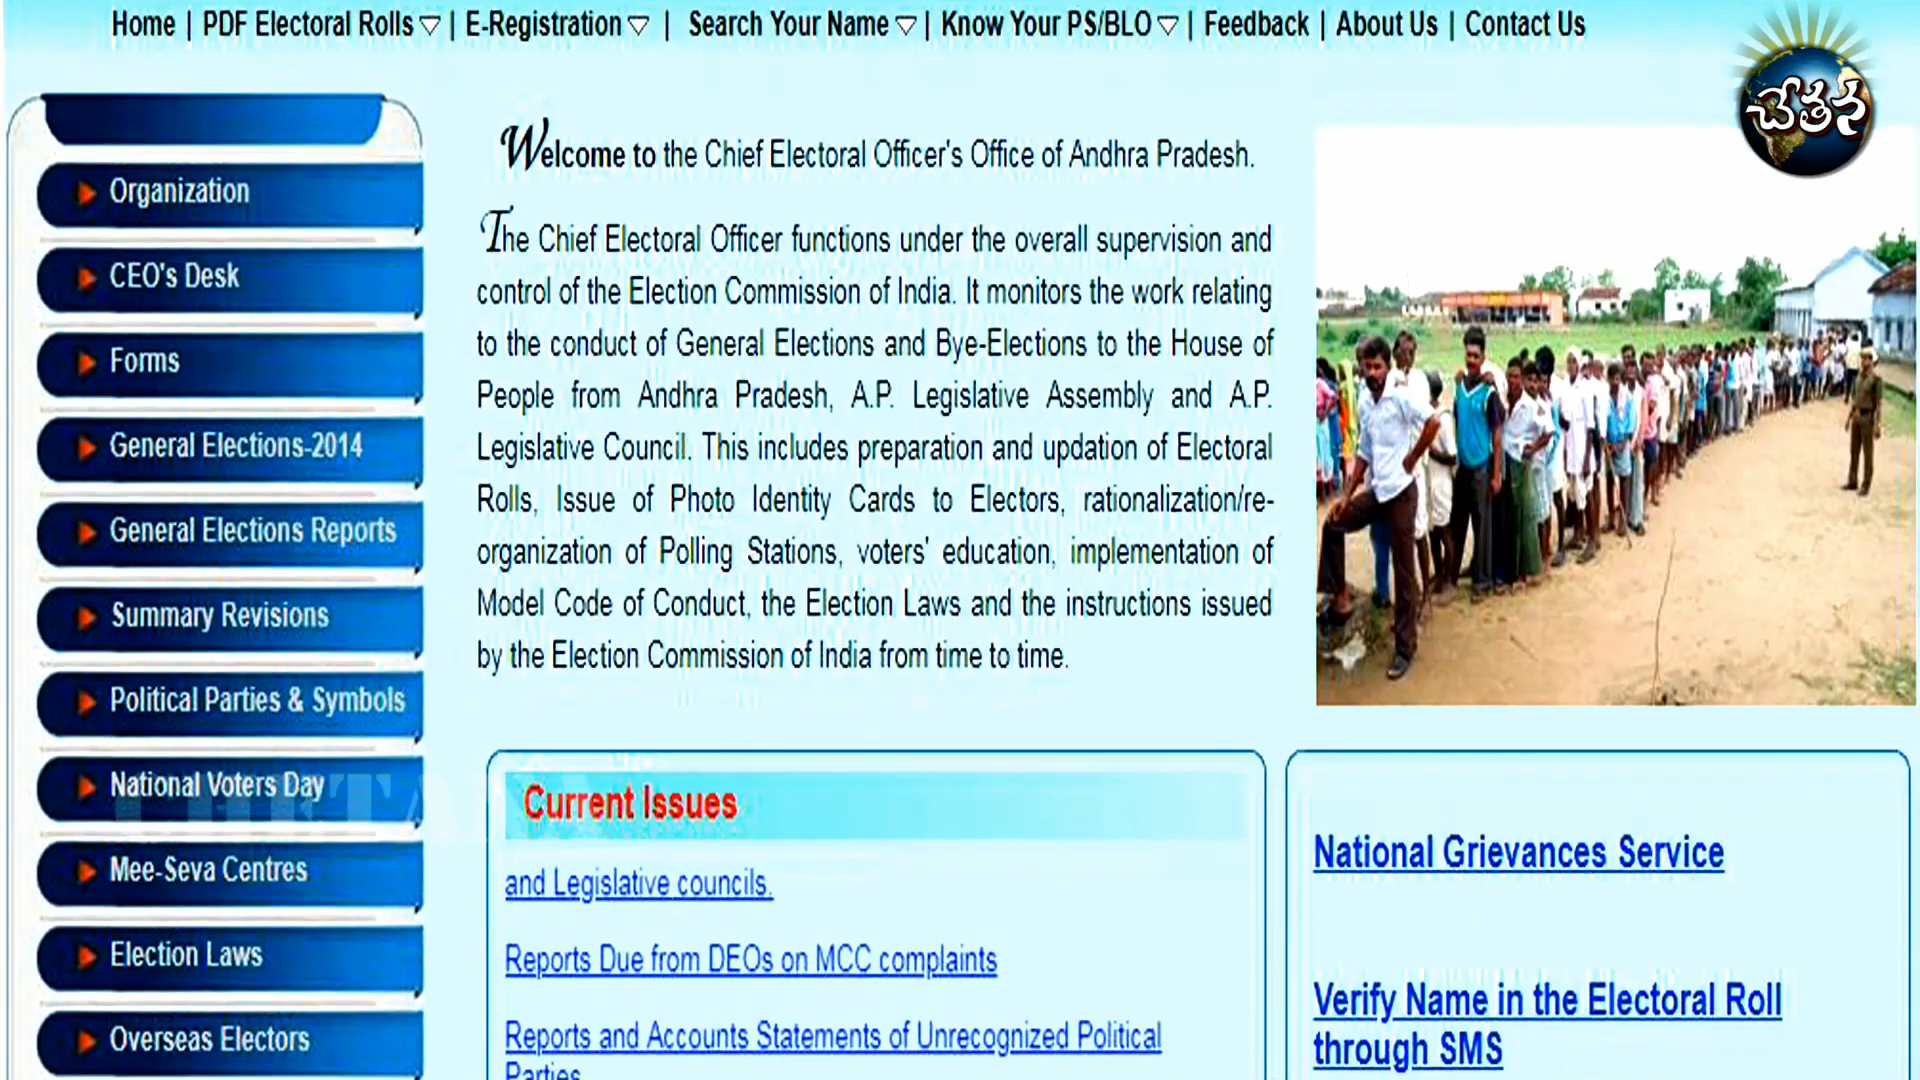 Home | PDF Electoral Rolls ▽ | E-Registration ▽ | Search Your Name ▽ | Know Your PS/BLO ▽ | Feedback | About Us | Contact Us
చేతన
Organization
CEO's Desk
Forms
General Elections-2014
General Elections Reports
Summary Revisions
Political Parties & Symbols
National Voters Day
Mee-Seva Centres
Election Laws
Overseas Electors
Welcome to the Chief Electoral Officer's Office of Andhra Pradesh.
The Chief Electoral Officer functions under the overall supervision and
control of the Election Commission of India. It monitors the work relating
to the conduct of General Elections and Bye-Elections to the House of
People from Andhra Pradesh, A.P. Legislative Assembly and A.P.
Legislative Council. This includes preparation and updation of Electoral
Rolls, Issue of Photo Identity Cards to Electors, rationalization/re-
organization of Polling Stations, voters' education, implementation of
Model Code of Conduct, the Election Laws and the instructions issued
by the Election Commission of India from time to time.
Current Issues
and Legislative councils.
Reports Due from DEOs on MCC complaints
Reports and Accounts Statements of Unrecognized Political
Parties
National Grievances Service
Verify Name in the Electoral Roll
through SMS